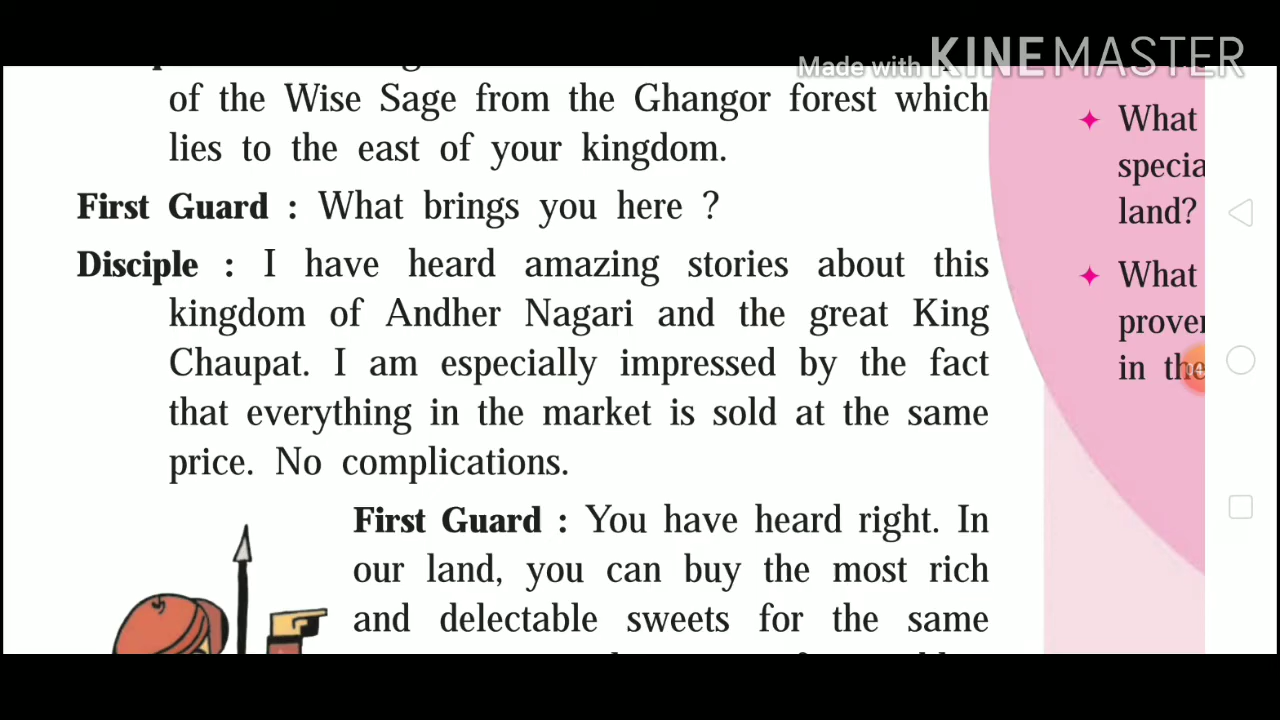 Made with KINEMASTER
of the Wise Sage from the Ghangor forest which
lies to the east of your kingdom.
First Guard : What brings you here ?
Disciple : I have heard amazing stories about this
kingdom of Andher Nagari and the great King
Chaupat. I am especially impressed by the fact
that everything in the market is sold at the same
price. No complications.
First Guard : You have heard right. In
our land, you can buy the most rich
and delectable sweets for the same
What
specia
land?
What
prover
in the
04